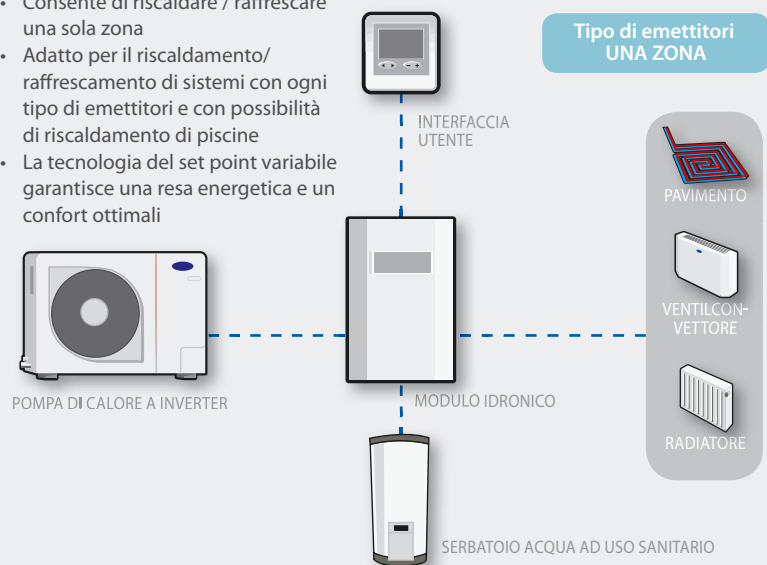 • Consente di riscaldare / raffrescare
una sola zona
• Adatto per il riscaldamento/
raffrescamento di sistemi con ogni
tipo di emettitori e con possibilità
di riscaldamento di piscine
• La tecnologia del set point variabile
garantisce una resa energetica e un
confort ottimali
Tipo di emettitori
UNA ZONA
INTERFACCIA
UTENTE
PAVIMENTO
VENTILCON-
VETTORE
RADIATORE
POMPA DI CALORE A INVERTER
MODULO IDRONICO
SERBATOIO ACQUA AD USO SANITARIO